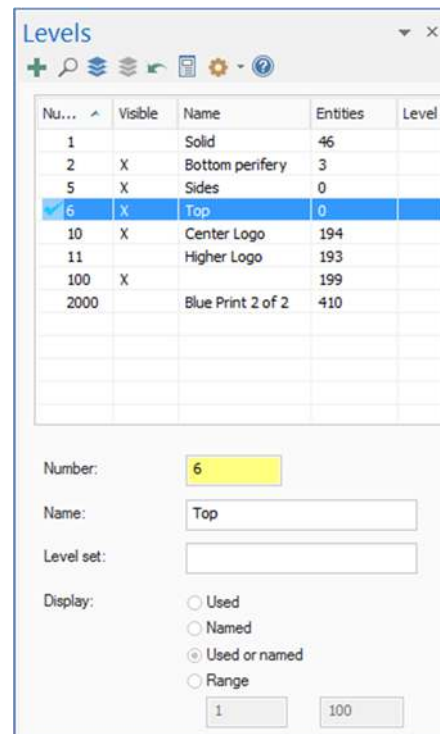 Levels
Nu... Visible Name Entities Level
1 Solid 46
2 X Bottom perifery 3
5 X Sides 0
6 X Top 0
10 X Center Logo 194
11 Higher Logo 193
100 X 199
2000 Blue Print 2 of 2 410
Number: 6
Name: Top
Level set:
Display: Used
Named
Used or named
Range
1 100